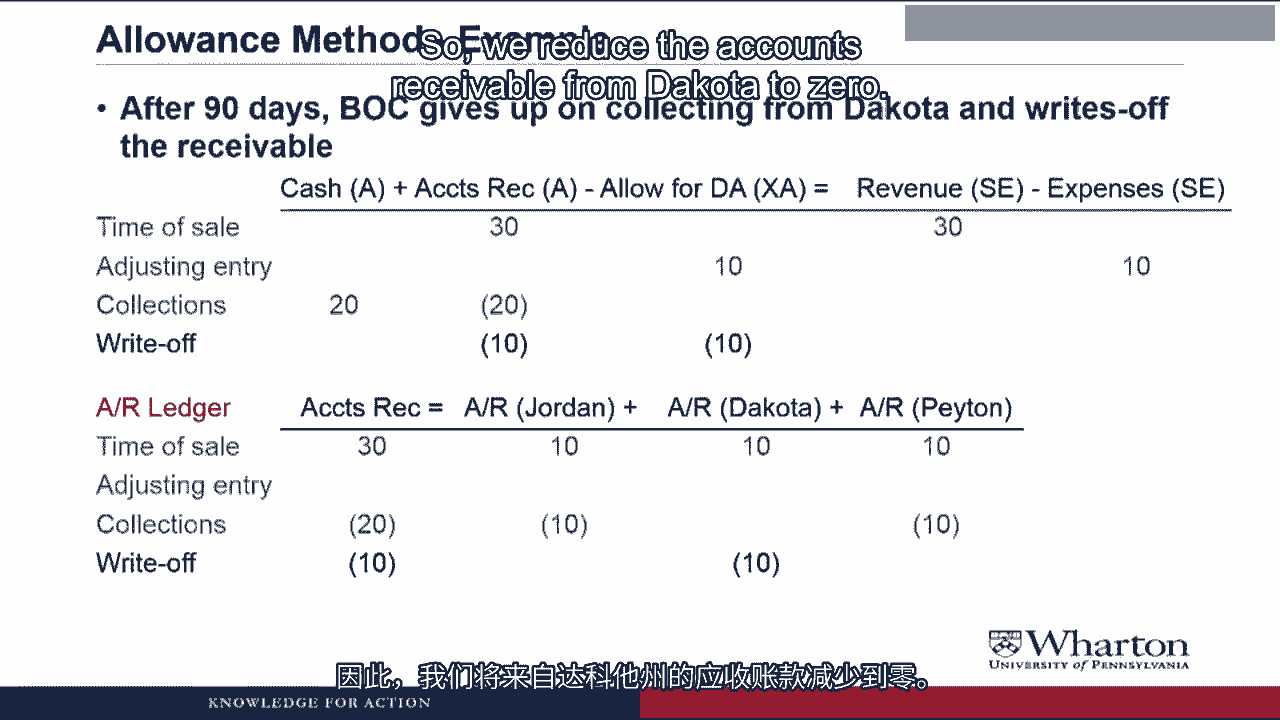 Allowance Method - Example
So, we reduce the accounts
receivable from Dakota to zero.
• After 90 days, BOC gives up on collecting from Dakota and writes-off
the receivable
Cash (A) + Accts Rec (A) - Allow for DA (XA) = Revenue (SE) - Expenses (SE)
Time of sale 30 30
Adjusting entry 10 10
Collections 20 (20)
Write-off (10) (10)
A/R Ledger Accts Rec = A/R (Jordan) + A/R (Dakota) + A/R (Peyton)
Time of sale 30 10 10 10
Adjusting entry
Collections (20) (10) (10)
Write-off (10) (10)
Wharton
UNIVERSITY of PENNSYLVANIA
因此，我们将来自达科他州的应收账款减少到零。
KNOWLEDGE FOR ACTION